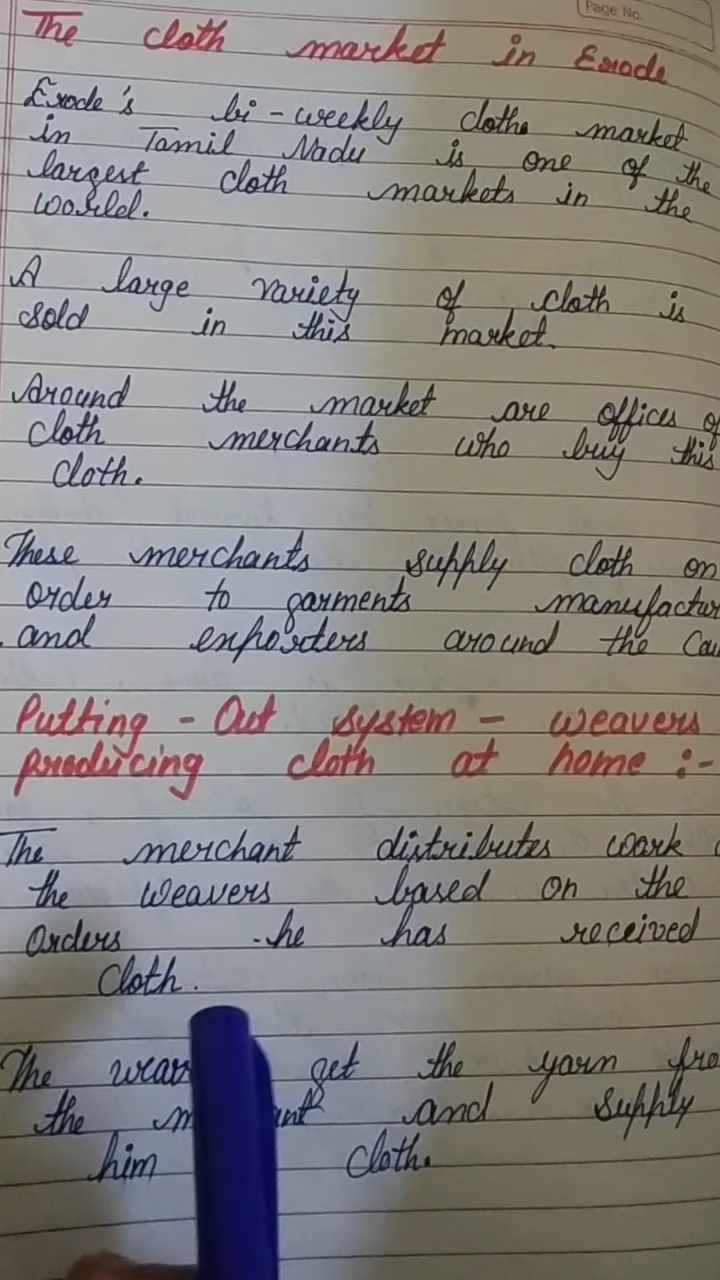 Page No.
The cloth market in Erode
Erode's bi-weekly cloth market
in Tamil Nadu is one of the
largest cloth markets in the
world.
A large variety of cloth is
sold in this market.
Around the market are offices of
cloth merchants who buy this
cloth.
These merchants supply cloth on
order to garments manufactur
and exporters around the Cou
Putting - Out system - weavers
producing cloth at home :-
The merchant distributes work
the weavers based on the
Orders he has received
Cloth.
The get the yarn fro
the and supply
him Cloth.